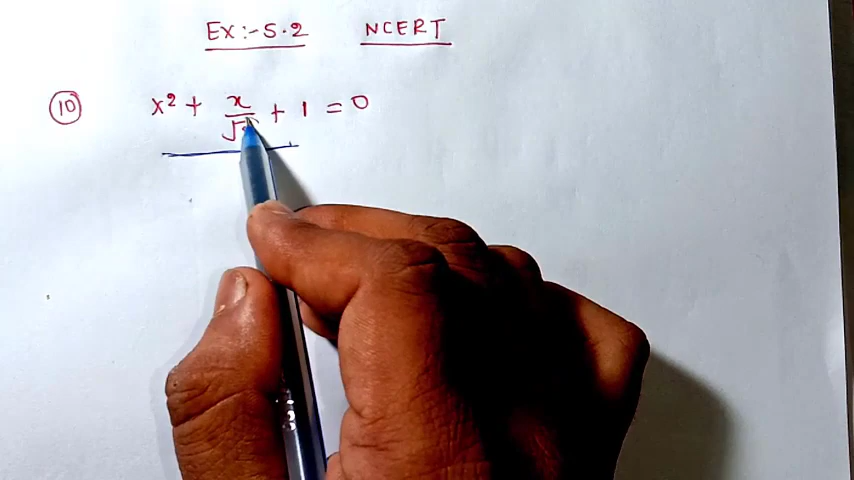 Ex:-5.2 NCERT
(10) x² + x/√ + 1 = 0